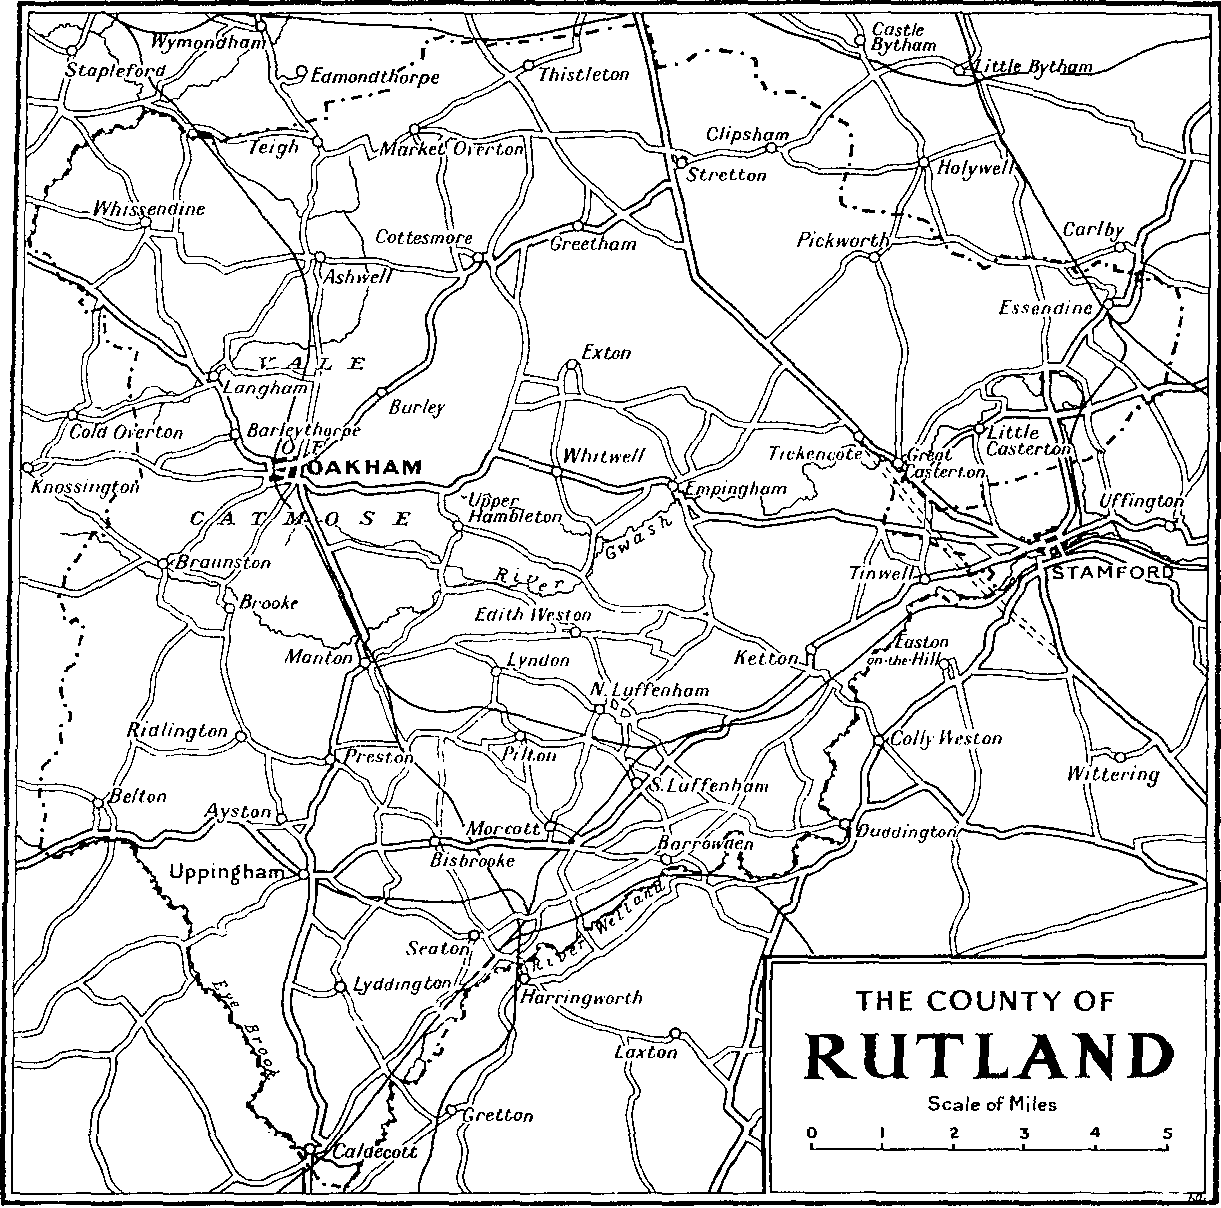 Castle
Bytham
Wymondham
Stapleford
Edmondthorpe
Thistleton
Little Bytham
Teigh
Market Overton
Clipsham
Stretton
Holywell
Whissendine
Cottesmore
Greetham
Pickworth
Carlby
Ashwell
Essendine
VALE
Exton
Langham
Burley
Cold Overton
Barleythorpe
OF
Little
Casterton
Tickencote
Great
Casterton
Whitwell
OAKHAM
Knossington
Empingham
Upper
Hambleton
Uffington
CATMOSE
Gwash
Braunston
River
Tinwell
STAMFORD
Brooke
Edith Weston
Easton
on-the-Hill
Manton
Lyndon
Ketton
N. Luffenham
Ridlington
Preston
Pilton
Colly Weston
Wittering
S. Luffenham
Belton
Ayston
Morcott
Duddington
Bisbrooke
Barrowden
Uppingham
River Welland
Seaton
Lyddington
Harringworth
Eye Brook
Laxton
Gretton
Caldecott
THE COUNTY OF
RUTLAND
Scale of Miles
0 1 2 3 4 5